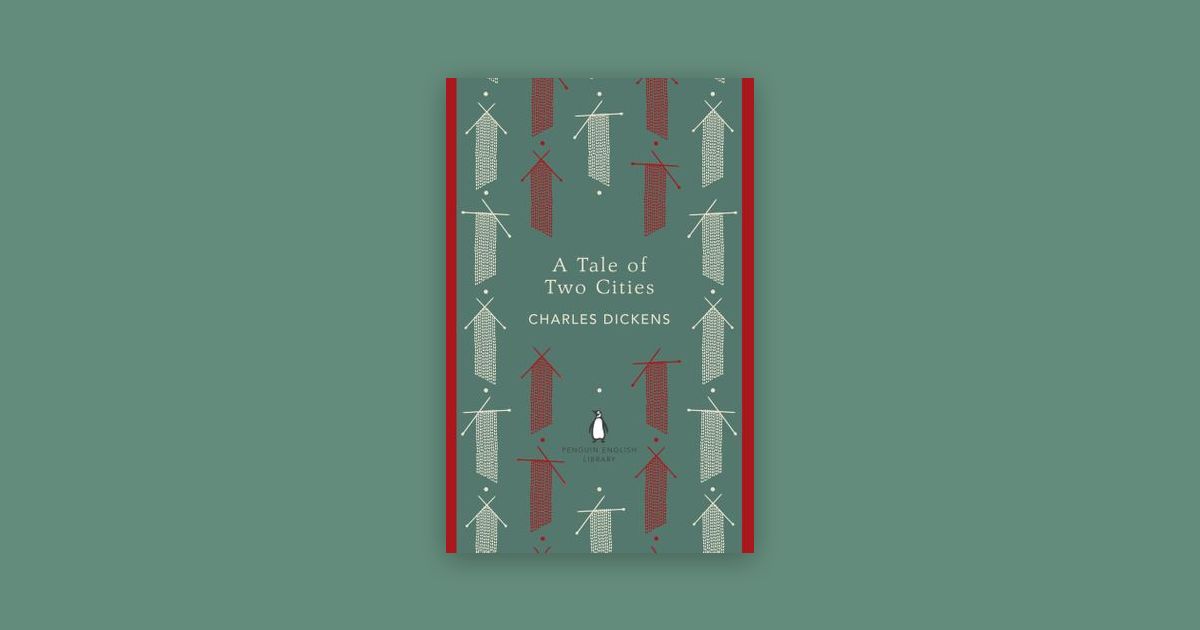 A Tale of
Two Cities
CHARLES DICKENS
PENGUIN ENGLISH
LIBRARY